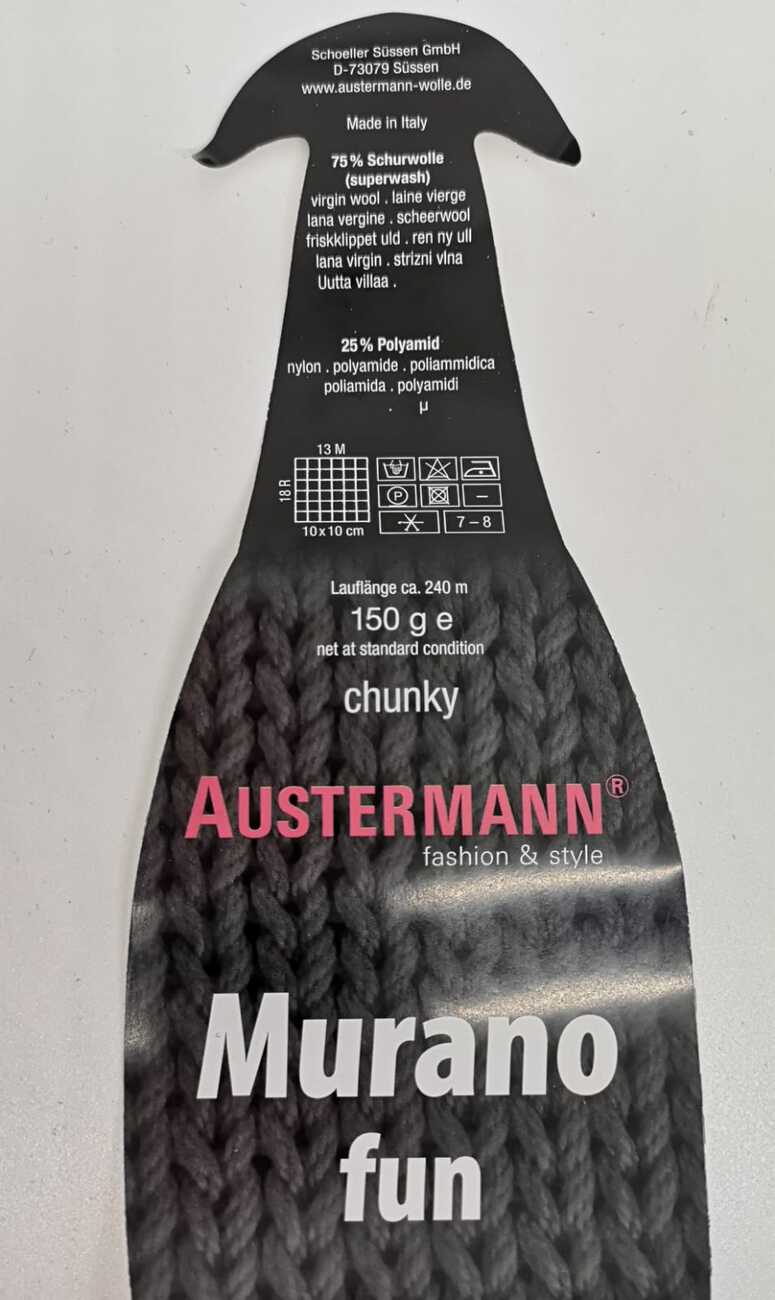 Schoeller Süssen GmbH
D-73079 Süssen
www.austermann-wolle.de
Made in Italy
75% Schurwolle
(superwash)
virgin wool . laine vierge
lana vergine . scheerwool
friskklippet uld . ren ny ull
lana virgin . strizni vlna
Uutta villaa .
25% Polyamid
nylon . polyamide . poliammidica
poliamida . polyamidi
. µ
13 M
18 R
10x10 cm
P
7-8
Lauflänge ca. 240 m
150 g e
net at standard condition
chunky
AUSTERMANN®
fashion & style
Murano
fun